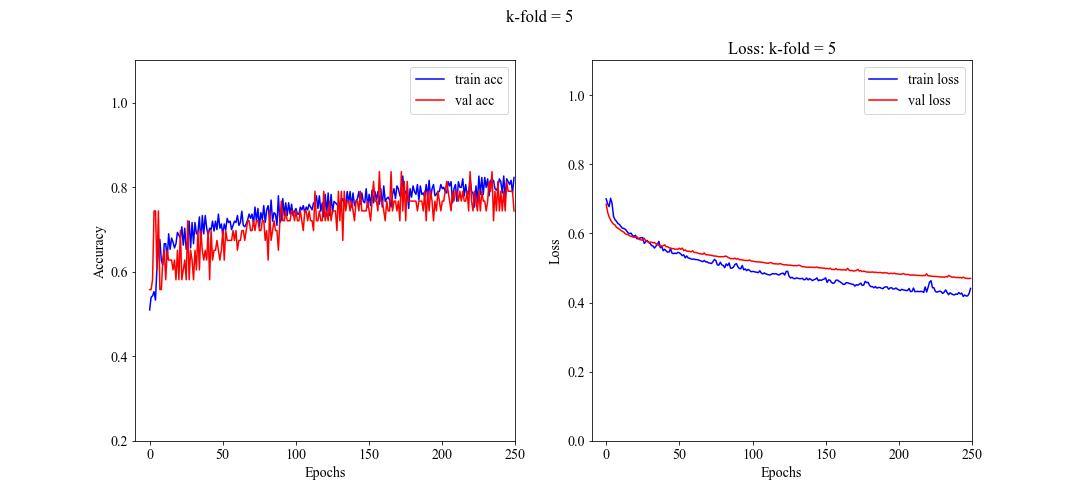 k-fold = 5
Accuracy
1.0
0.8
0.6
0.4
0.2
train acc
val acc
0 50 100 150 200 250
Epochs
Loss: k-fold = 5
Loss
1.0
0.8
0.6
0.4
0.2
0.0
train loss
val loss
0 50 100 150 200 250
Epochs